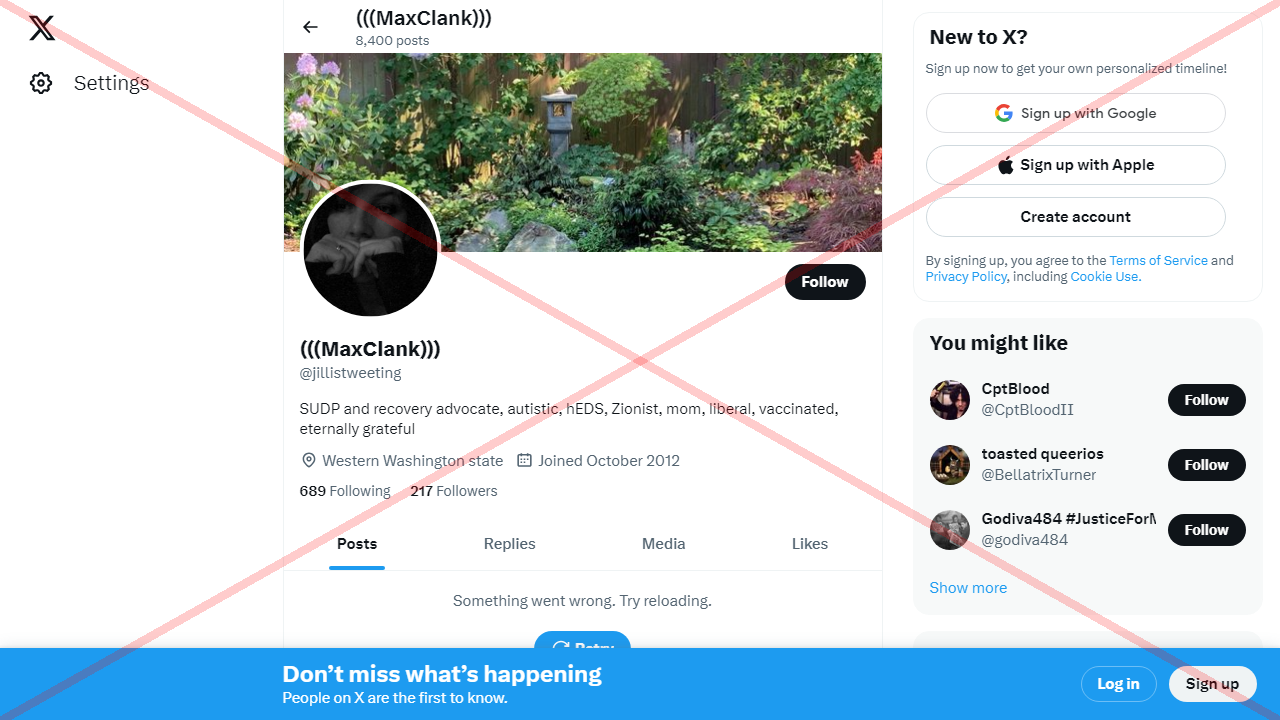 (((MaxClank)))
8,400 posts
Settings
(((MaxClank)))
@jillistweeting
Follow
SUDP and recovery advocate, autistic, hEDS, Zionist, mom, liberal, vaccinated,
eternally grateful
Western Washington state Joined October 2012
689 Following 217 Followers
Posts Replies Media Likes
Something went wrong. Try reloading.
Retry
New to X?
Sign up now to get your own personalized timeline!
Sign up with Google
Sign up with Apple
Create account
By signing up, you agree to the Terms of Service and
Privacy Policy, including Cookie Use.
You might like
CptBlood
@CptBloodII
Follow
toasted queerios
@BellatrixTurner
Follow
Godiva484 #JusticeForM
@godiva484
Follow
Show more
Don’t miss what’s happening
People on X are the first to know.
Log in
Sign up